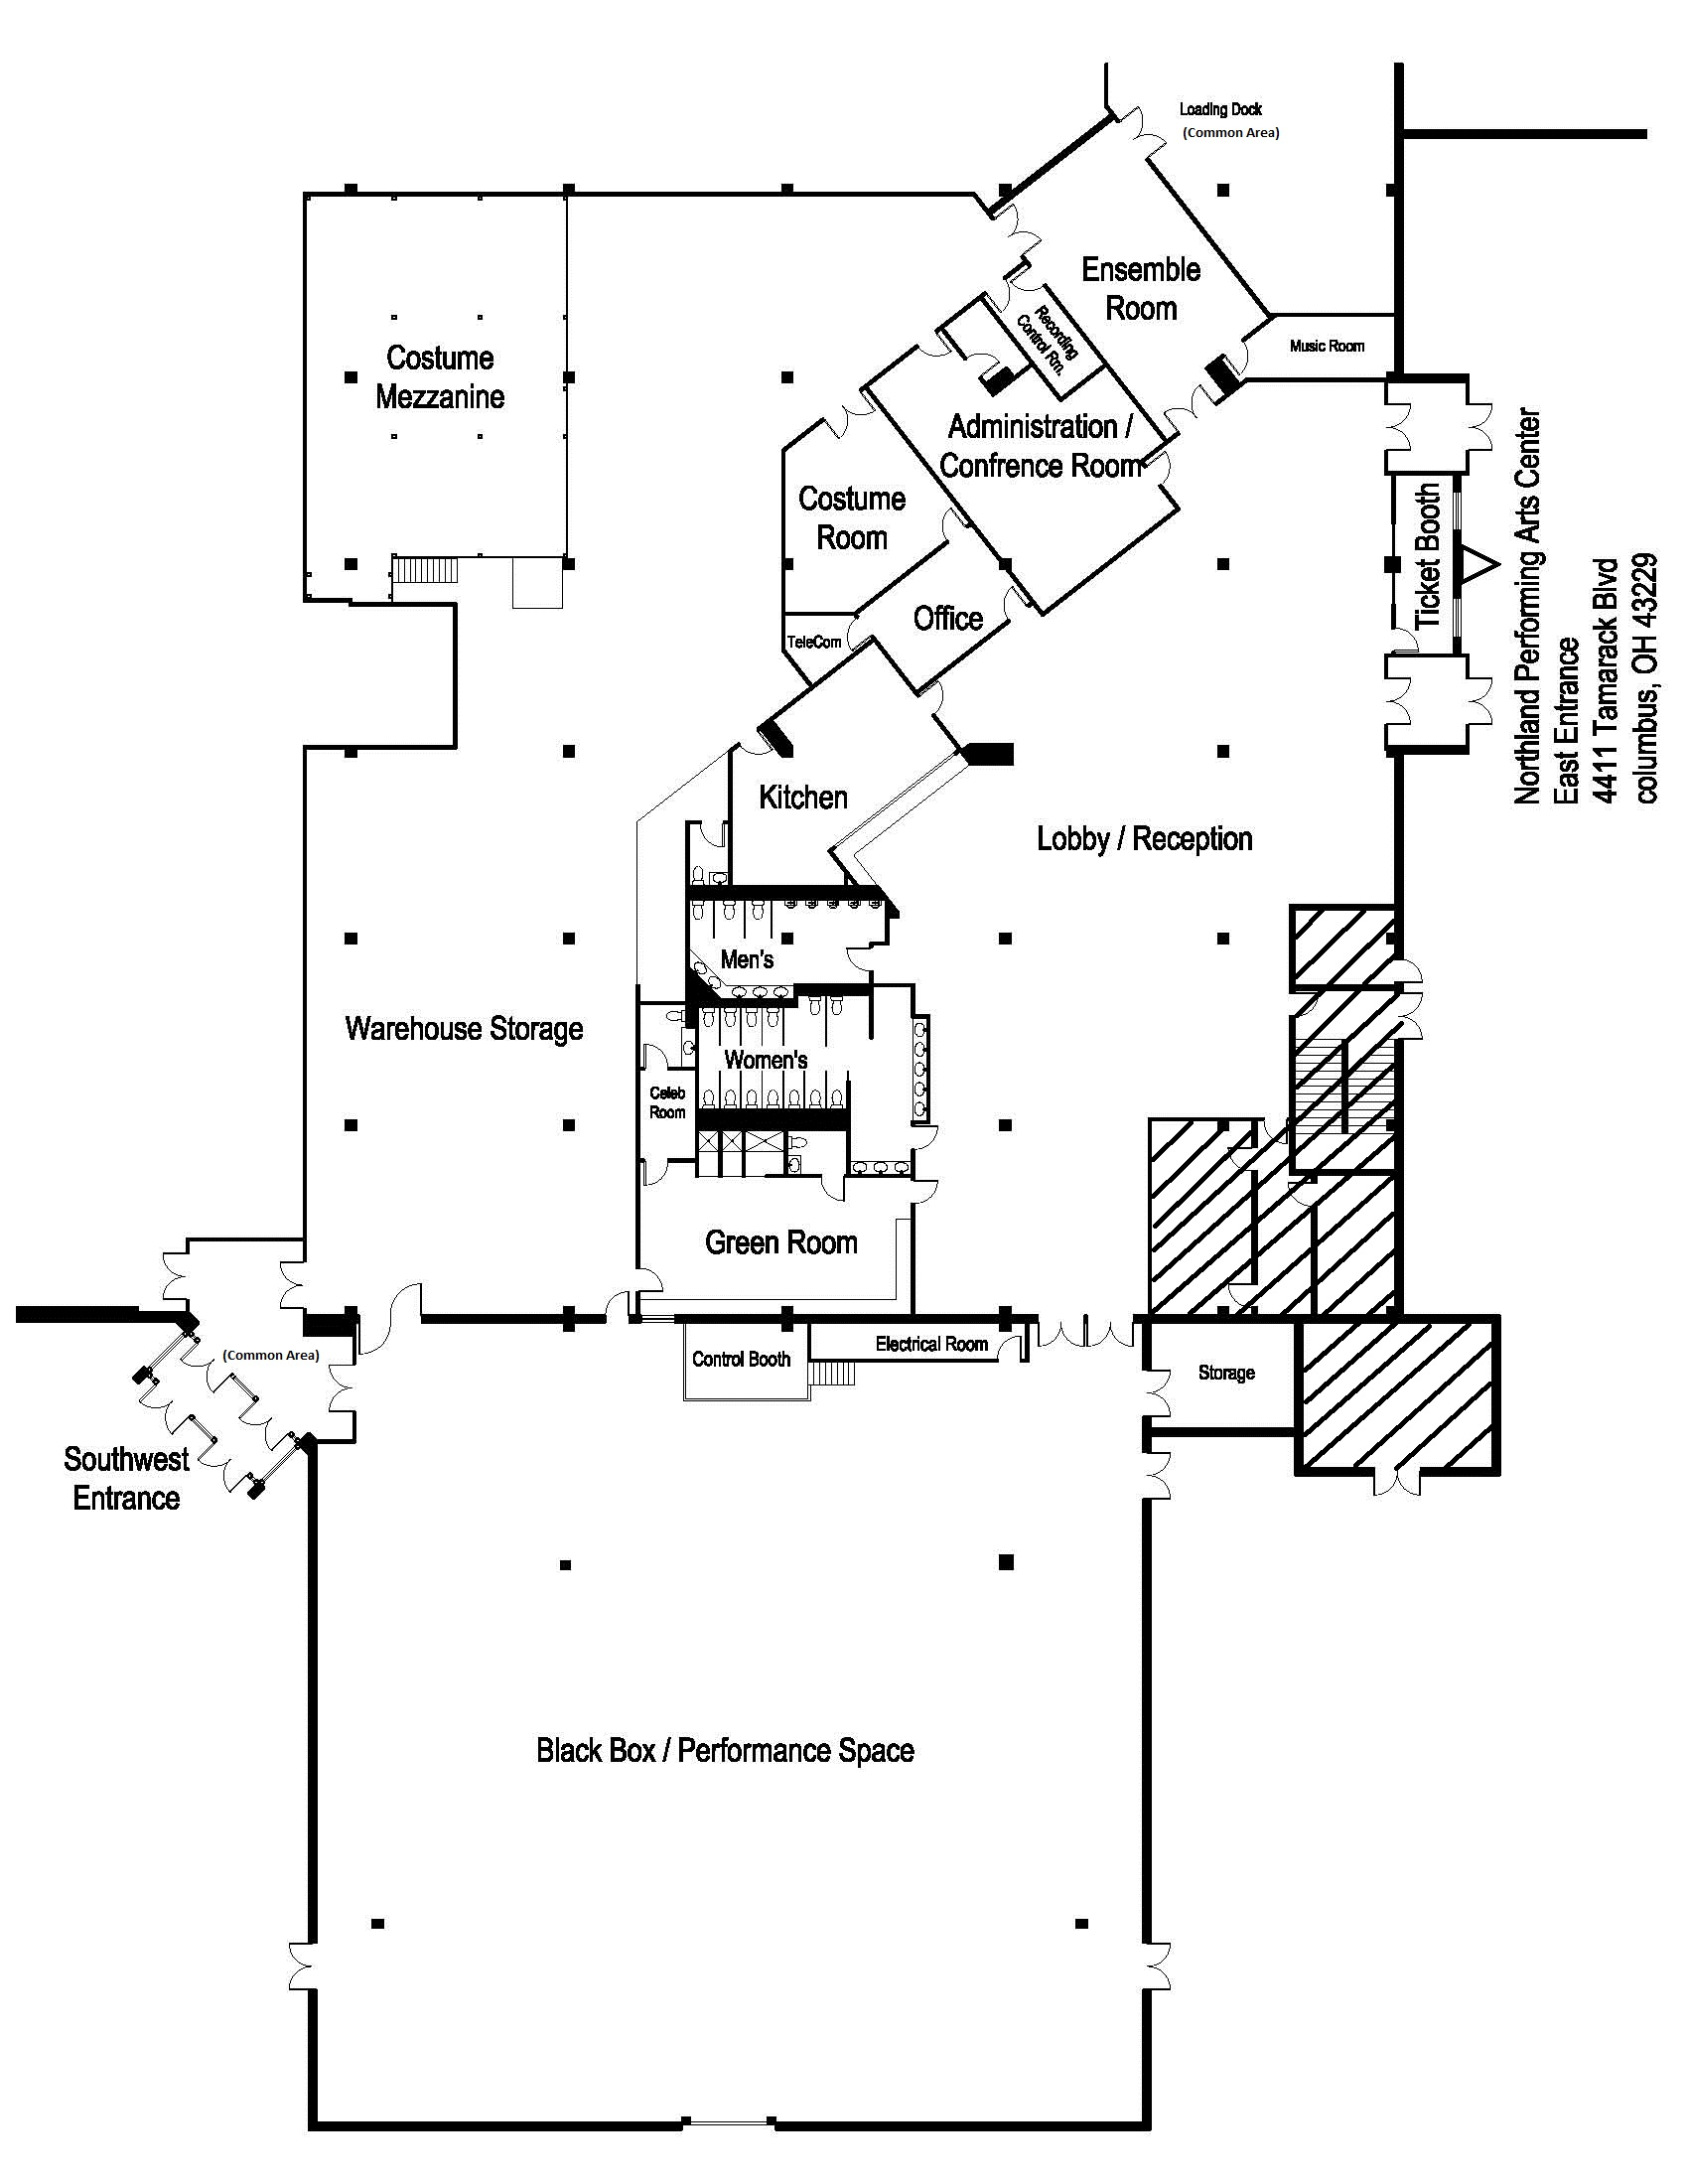 Loading Dock
(Common Area)
Ensemble
Room
Recording
Control Rm.
Music Room
Costume
Mezzanine
Administration /
Confrence Room
Costume
Room
Office
TeleCom
Ticket Booth
Northland Performing Arts Center
East Entrance
4411 Tamarack Blvd
columbus, OH 43229
Kitchen
Lobby / Reception
Men's
Warehouse Storage
Women's
Celeb
Room
Green Room
(Common Area)
Control Booth
Electrical Room
Storage
Southwest
Entrance
Black Box / Performance Space